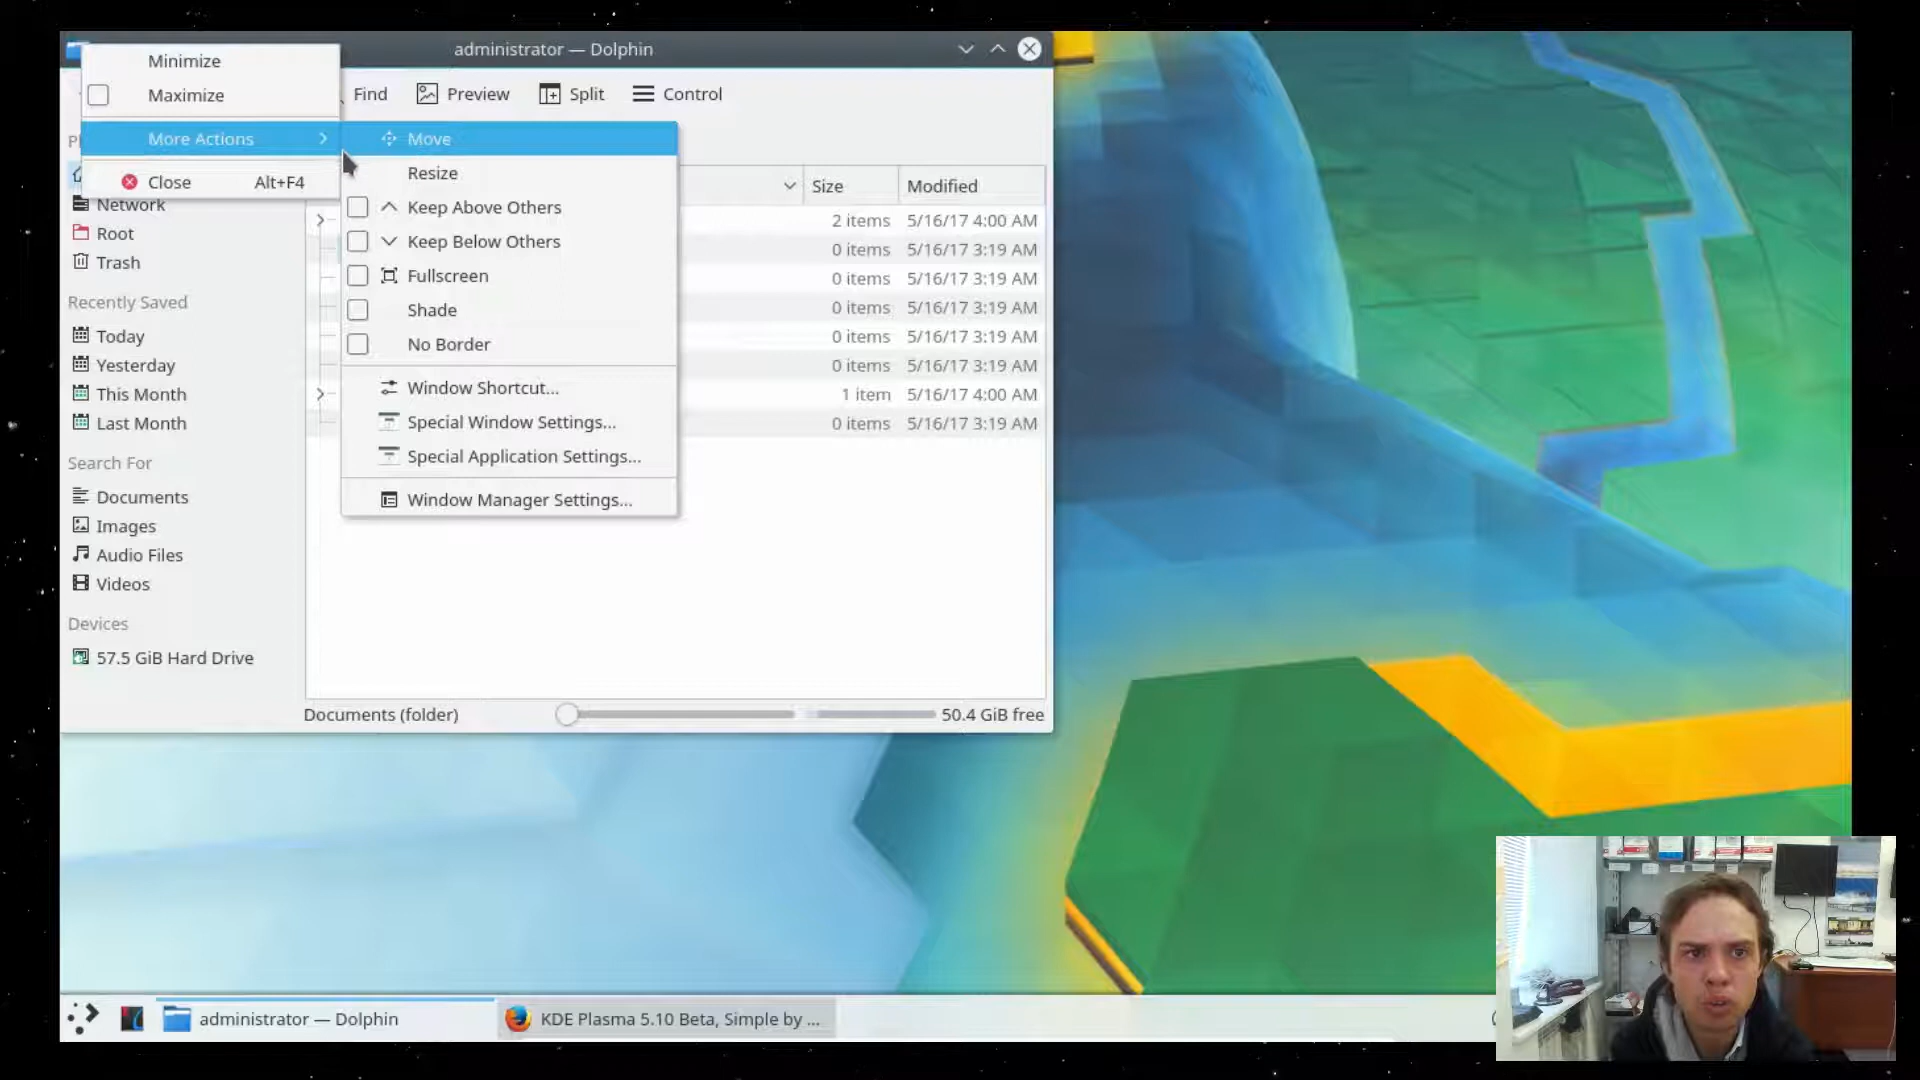 administrator — Dolphin
Minimize
Maximize
More Actions
Close Alt+F4
Find Preview Split Control
Move
Resize
Keep Above Others
Keep Below Others
Fullscreen
Shade
No Border
Window Shortcut...
Special Window Settings...
Special Application Settings...
Window Manager Settings...
Network
Root
Trash
Recently Saved
Today
Yesterday
This Month
Last Month
Search For
Documents
Images
Audio Files
Videos
Devices
57.5 GiB Hard Drive
Size Modified
2 items 5/16/17 4:00 AM
0 items 5/16/17 3:19 AM
0 items 5/16/17 3:19 AM
0 items 5/16/17 3:19 AM
0 items 5/16/17 3:19 AM
0 items 5/16/17 3:19 AM
1 item 5/16/17 4:00 AM
0 items 5/16/17 3:19 AM
Documents (folder) 50.4 GiB free
administrator — Dolphin
KDE Plasma 5.10 Beta, Simple by ...